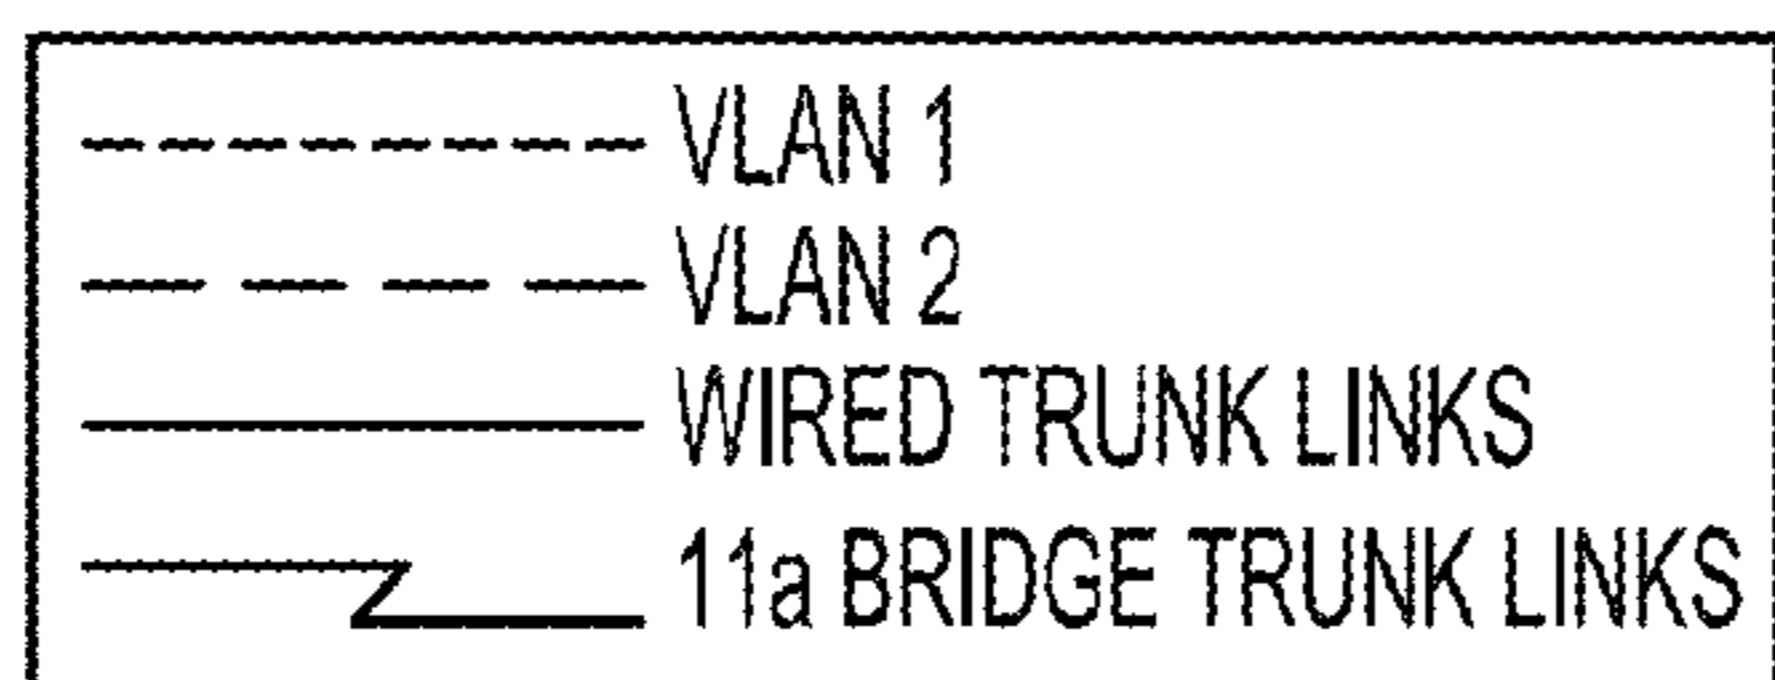 VLAN 1
VLAN 2
WIRED TRUNK LINKS
11a BRIDGE TRUNK LINKS